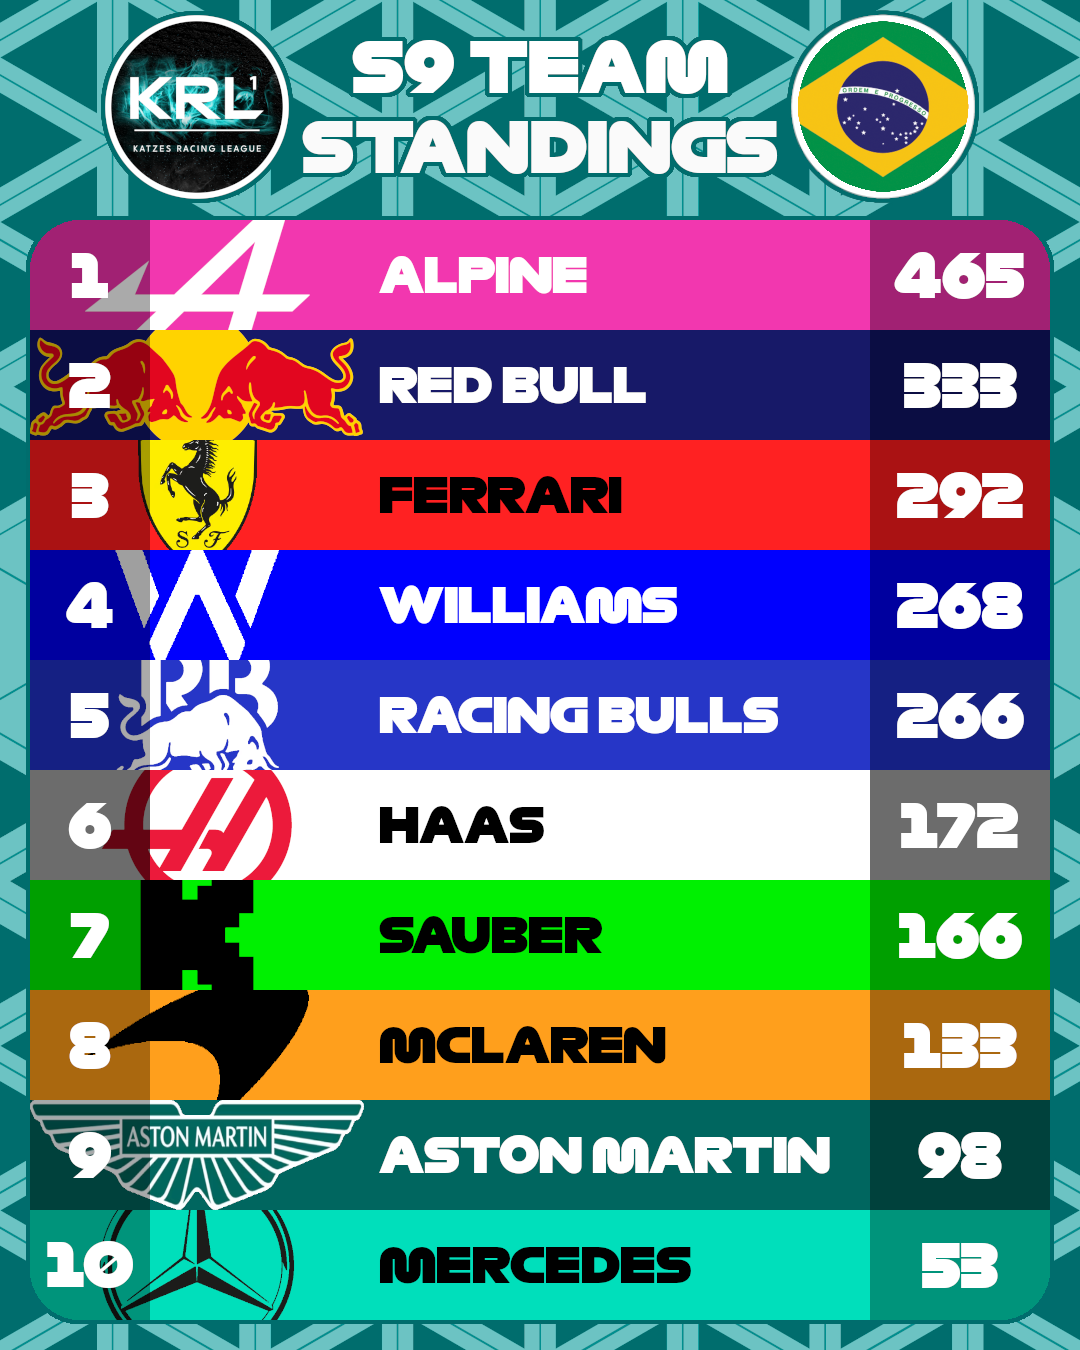 KRL1
KATZES RACING LEAGUE
S9 TEAM
STANDINGS
ORDEM E PROGRESSO
1 ALPINE 465
2 RED BULL 333
S F
3 FERRARI 292
4 W WILLIAMS 268
5 RB RACING BULLS 266
6 H HAAS 172
7 K SAUBER 166
8 MCLAREN 133
9 ASTON MARTIN ASTON MARTIN 98
10 MERCEDES 53